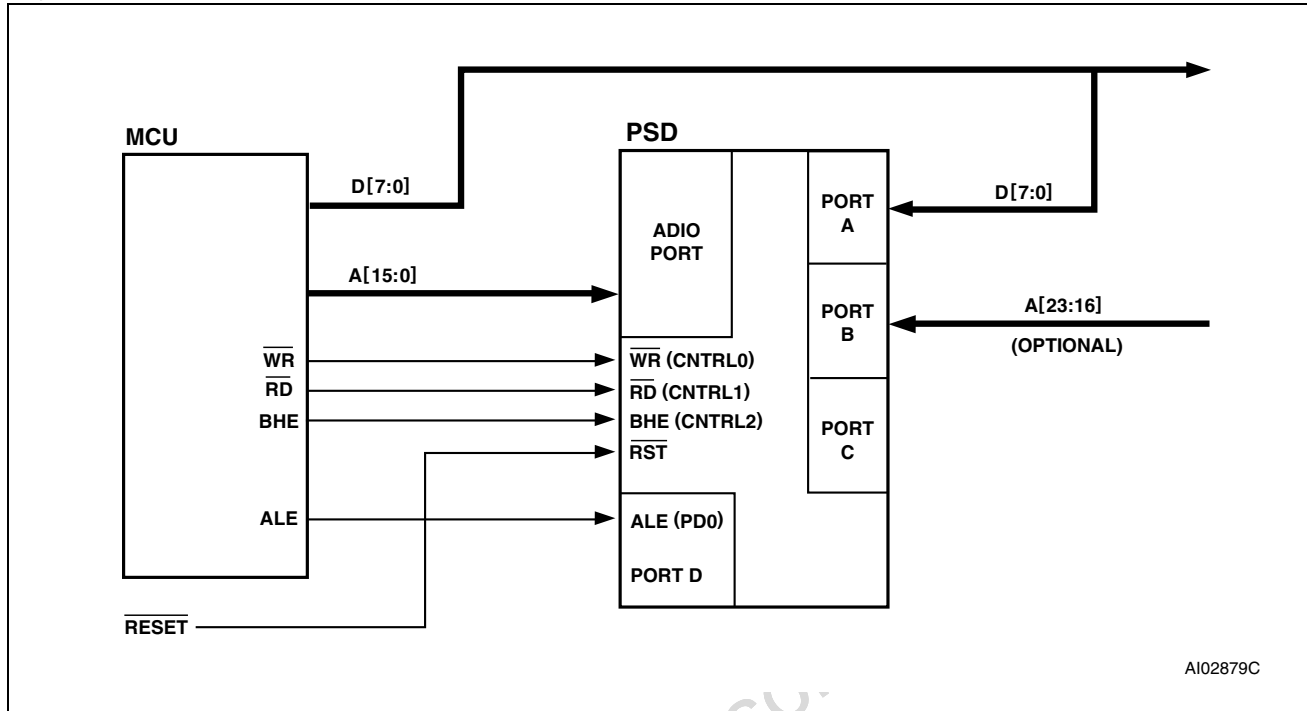 MCU
PSD
D[7:0]
D[7:0]
ADIO
PORT
PORT
A
A[15:0]
A[23:16]
(OPTIONAL)
PORT
B
WR
WR (CNTRL0)
RD
RD (CNTRL1)
BHE
BHE (CNTRL2)
PORT
C
RST
ALE
ALE (PD0)
PORT D
RESET
AI02879C